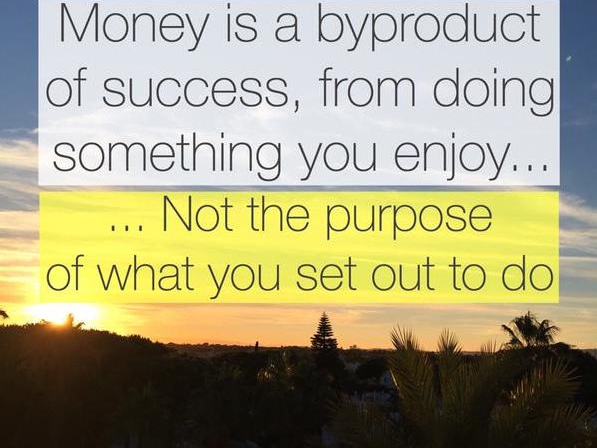 Money is a byproduct
of success, from doing
something you enjoy...
... Not the purpose
of what you set out to do